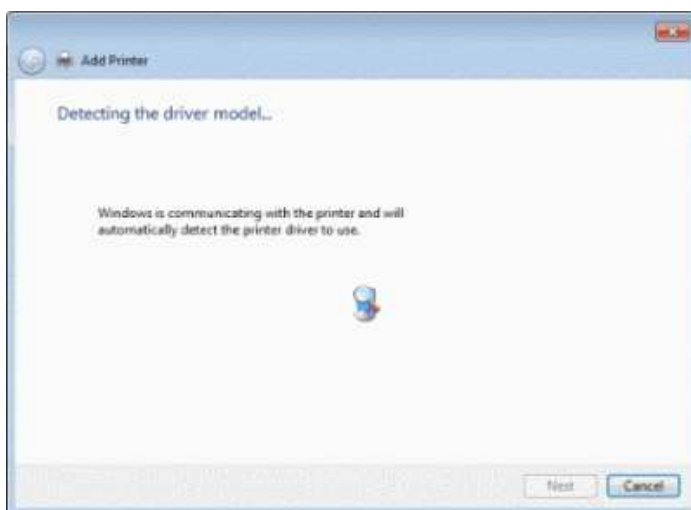 Add Printer
Detecting the driver model...
Windows is communicating with the printer and will
automatically detect the printer driver to use.
Next
Cancel